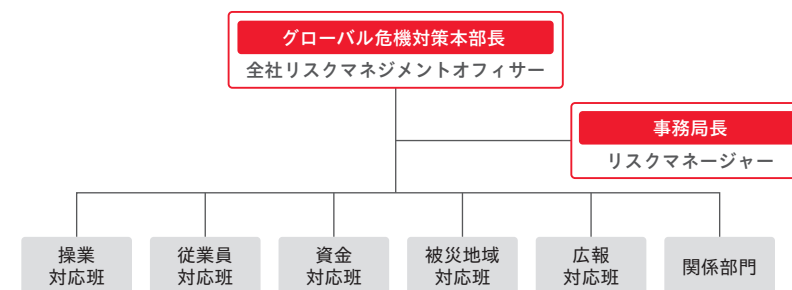 グローバル危機対策本部長
全社リスクマネジメントオフィサー
事務局長
リスクマネージャー
操業
対応班
従業員
対応班
資金
対応班
被災地域
対応班
広報
対応班
関係部門